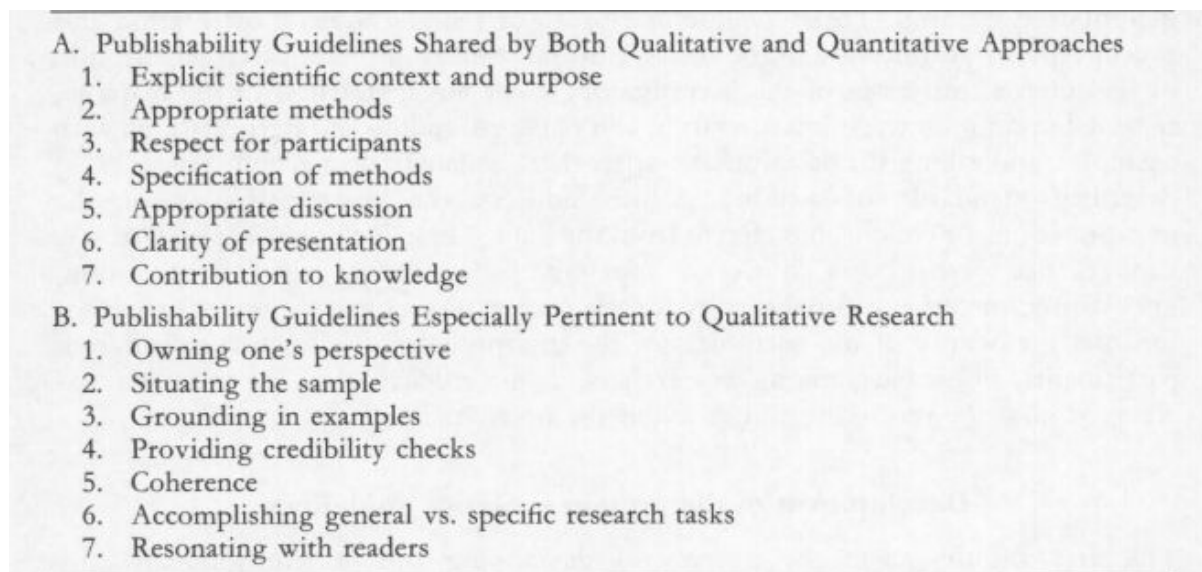 A. Publishability Guidelines Shared by Both Qualitative and Quantitative Approaches
1. Explicit scientific context and purpose
2. Appropriate methods
3. Respect for participants
4. Specification of methods
5. Appropriate discussion
6. Clarity of presentation
7. Contribution to knowledge
B. Publishability Guidelines Especially Pertinent to Qualitative Research
1. Owning one's perspective
2. Situating the sample
3. Grounding in examples
4. Providing credibility checks
5. Coherence
6. Accomplishing general vs. specific research tasks
7. Resonating with readers